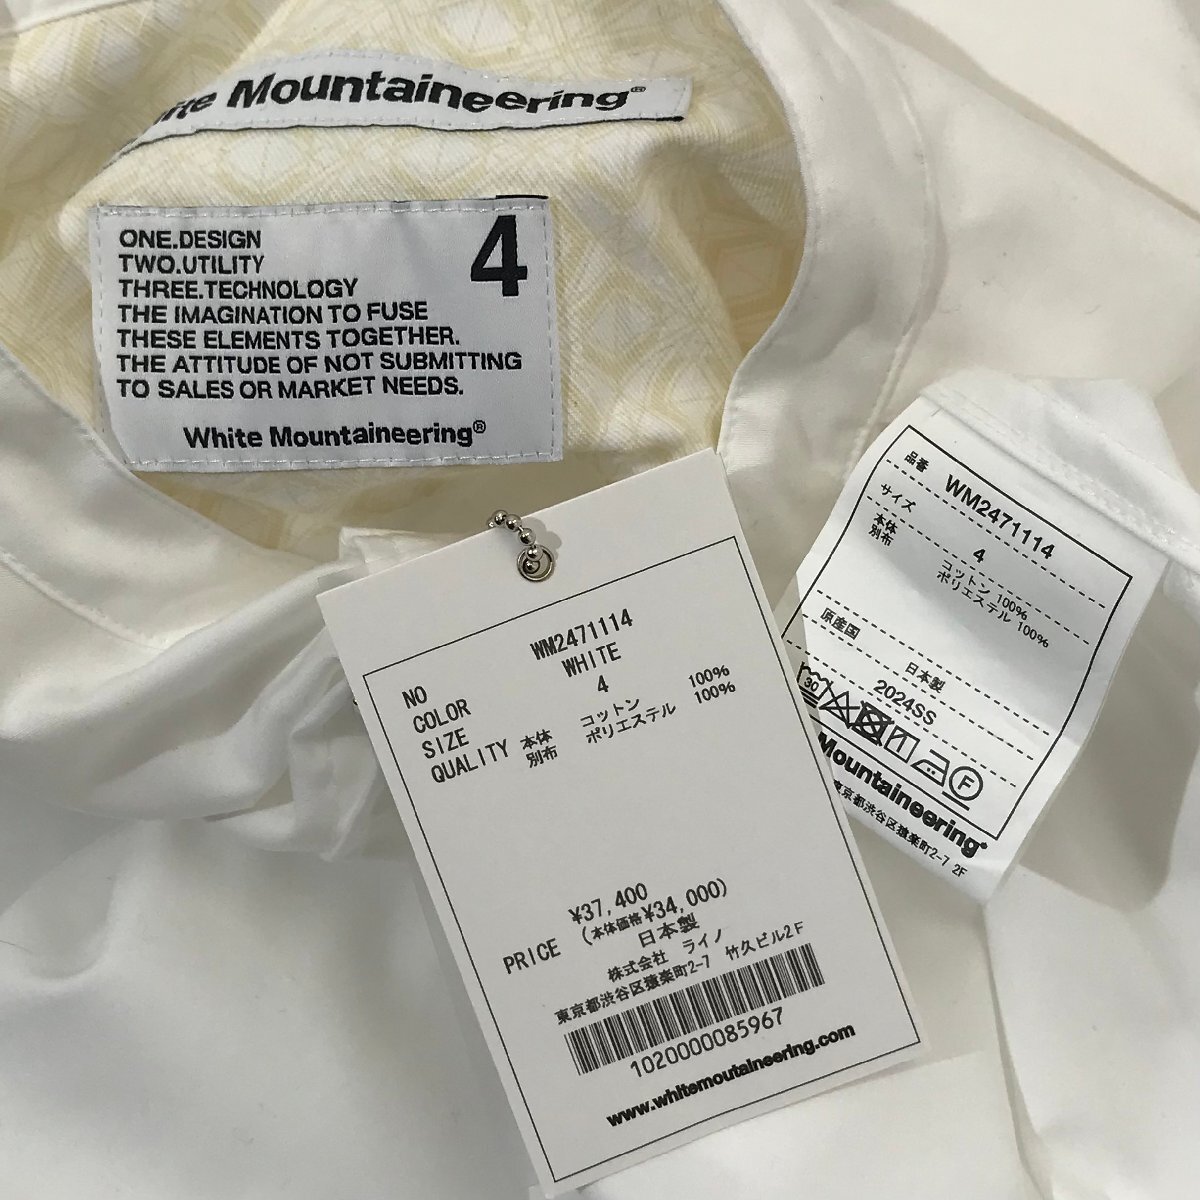 White Mountaineering®
ONE.DESIGN
TWO.UTILITY
THREE.TECHNOLOGY
THE IMAGINATION TO FUSE
THESE ELEMENTS TOGETHER.
THE ATTITUDE OF NOT SUBMITTING
TO SALES OR MARKET NEEDS.
4
White Mountaineering®
品番 WM2471114
サイズ 4
本体 コットン 100%
別布 ポリエステル 100%
原産国 日本製
2024SS
30 F
Mountaineering®
東京都渋谷区猿楽町2-7 2F
NO WM2471114
COLOR WHITE
SIZE 4
QUALITY 本体 コットン 100%
別布 ポリエステル 100%
¥37,400
PRICE (本体価格¥34,000)
日本製
株式会社 ライノ
東京都渋谷区猿楽町2-7 竹久ビル2F
1020000085967
www.whitemoutaineering.com